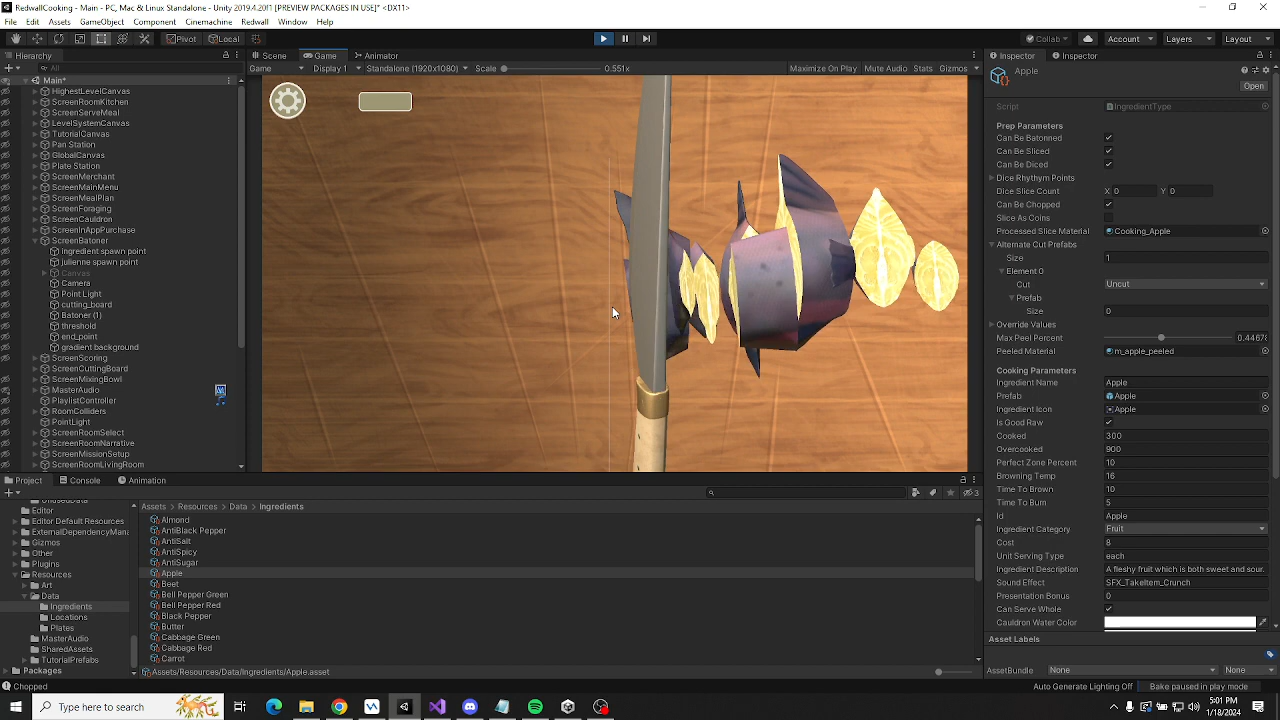 RedwallCooking - Main - PC, Mac & Linux Standalone - Unity 2019.4.20f1 [PREVIEW PACKAGES IN USE]* <DX11>
File Edit Assets GameObject Component Cinemachine Redwall Window Help
Pivot Local Collab Account Layers Layout
Hierarchy Scene Game Animator Inspector Inspector
All
Game Display 1 Standalone (1920x1080) Scale 0.551x Maximize On Play Mute Audio Stats Gizmos
Main*
HighestLevelCanvas
ScreenRoomKitchen
ScreenServeMeal
LevelSystemCanvas
TutorialCanvas
Pan Station
GlobalCanvas
Plate Station
ScreenMerchant
ScreenMainMenu
ScreenMealPlan
ScreenForaging
ScreenCauldron
ScreenInAppPurchase
ScreenBatoner
Ingredient spawn point
julienne spawn point
Canvas
Camera
Point Light
cutting_board
Batoner (1)
threshold
end_point
gradient background
ScreenScoring
ScreenCuttingBoard
ScreenMixingBowl
MasterAudio
PlaylistController
RoomColliders
PointLight
ScreenRoomSelect
ScreenRoomNarrative
ScreenMissionSetup
ScreenRoomLivingRoom
Apple
Open
Script IngredientType
Prep Parameters
Can Be Batonned
Can Be Sliced
Can Be Diced
Dice Rhythym Points
Dice Slice Count X 0 Y 0
Can Be Chopped
Slice As Coins
Processed Slice Material Cooking_Apple
Alternate Cut Prefabs
Size 1
Element 0
Cut Uncut
Prefab
Size 0
Override Values
Max Peel Percent 0.4467
Peeled Material m_apple_peeled
Cooking Parameters
Ingredient Name Apple
Prefab Apple
Ingredient Icon Apple
Is Good Raw
Cooked 300
Overcooked 900
Perfect Zone Percent 10
Browning Temp 16
Time To Brown 10
Time To Burn 5
Id Apple
Ingredient Category Fruit
Cost 8
Unit Serving Type each
Ingredient Description A fleshy fruit which is both sweet and sour.
Sound Effect SFX_TakeItem_Crunch
Presentation Bonus 0
Can Serve Whole
Cauldron Water Color
Asset Labels
AssetBundle None None
Project Console Animation
3
Editor
Editor Default Resources
ExternalDependencyMana
Gizmos
Other
Plugins
Resources
Art
Data
Ingredients
Locations
Plates
MasterAudio
SharedAssets
TutorialPrefabs
Packages
Assets Resources Data Ingredients
Almond
AntiBlack Pepper
AntiSalt
AntiSpicy
AntiSugar
Apple
Beet
Bell Pepper Green
Bell Pepper Red
Black Pepper
Butter
Cabbage Green
Cabbage Red
Carrot
Assets/Resources/Data/Ingredients/Apple.asset
Chopped Auto Generate Lighting Off Bake paused in play mode
Type here to search
5:01 PM
1/18/2024